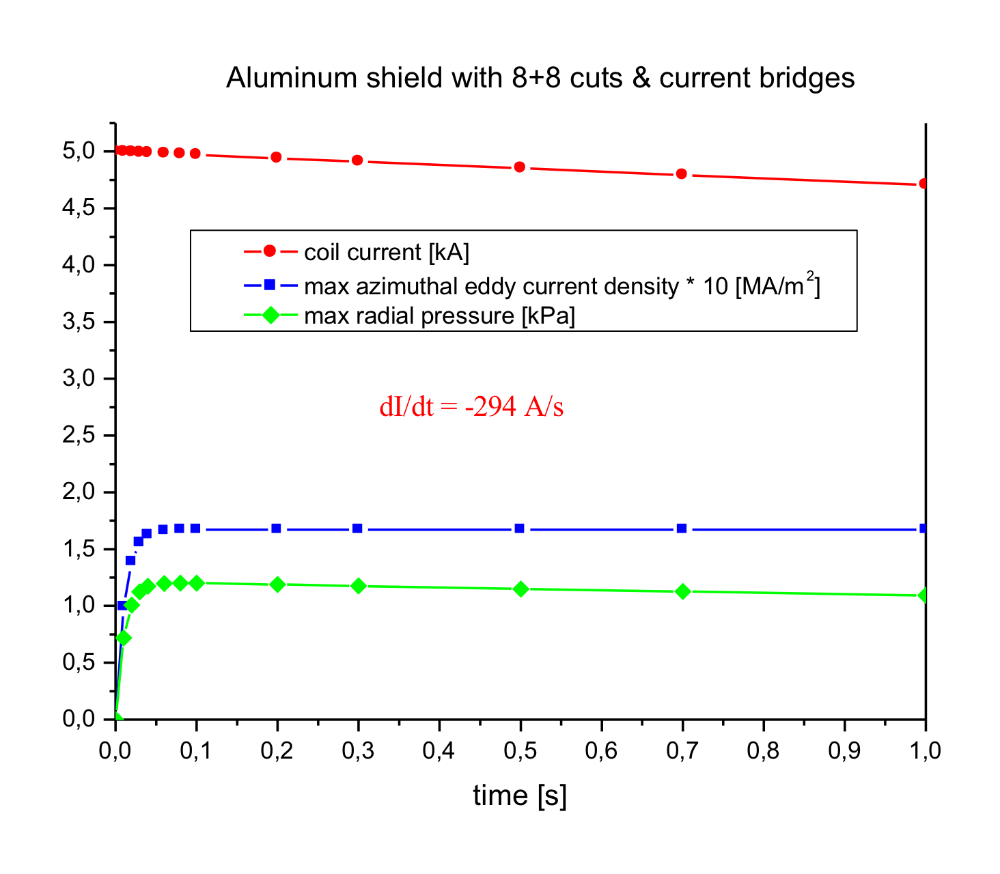 Aluminum shield with 8+8 cuts & current bridges
5,0
4,5
4,0
3,5
3,0
2,5
2,0
1,5
1,0
0,5
0,0
coil current [kA]
max azimuthal eddy current density * 10 [MA/m²]
max radial pressure [kPa]
dI/dt = -294 A/s
0,0 0,1 0,2 0,3 0,4 0,5 0,6 0,7 0,8 0,9 1,0
time [s]